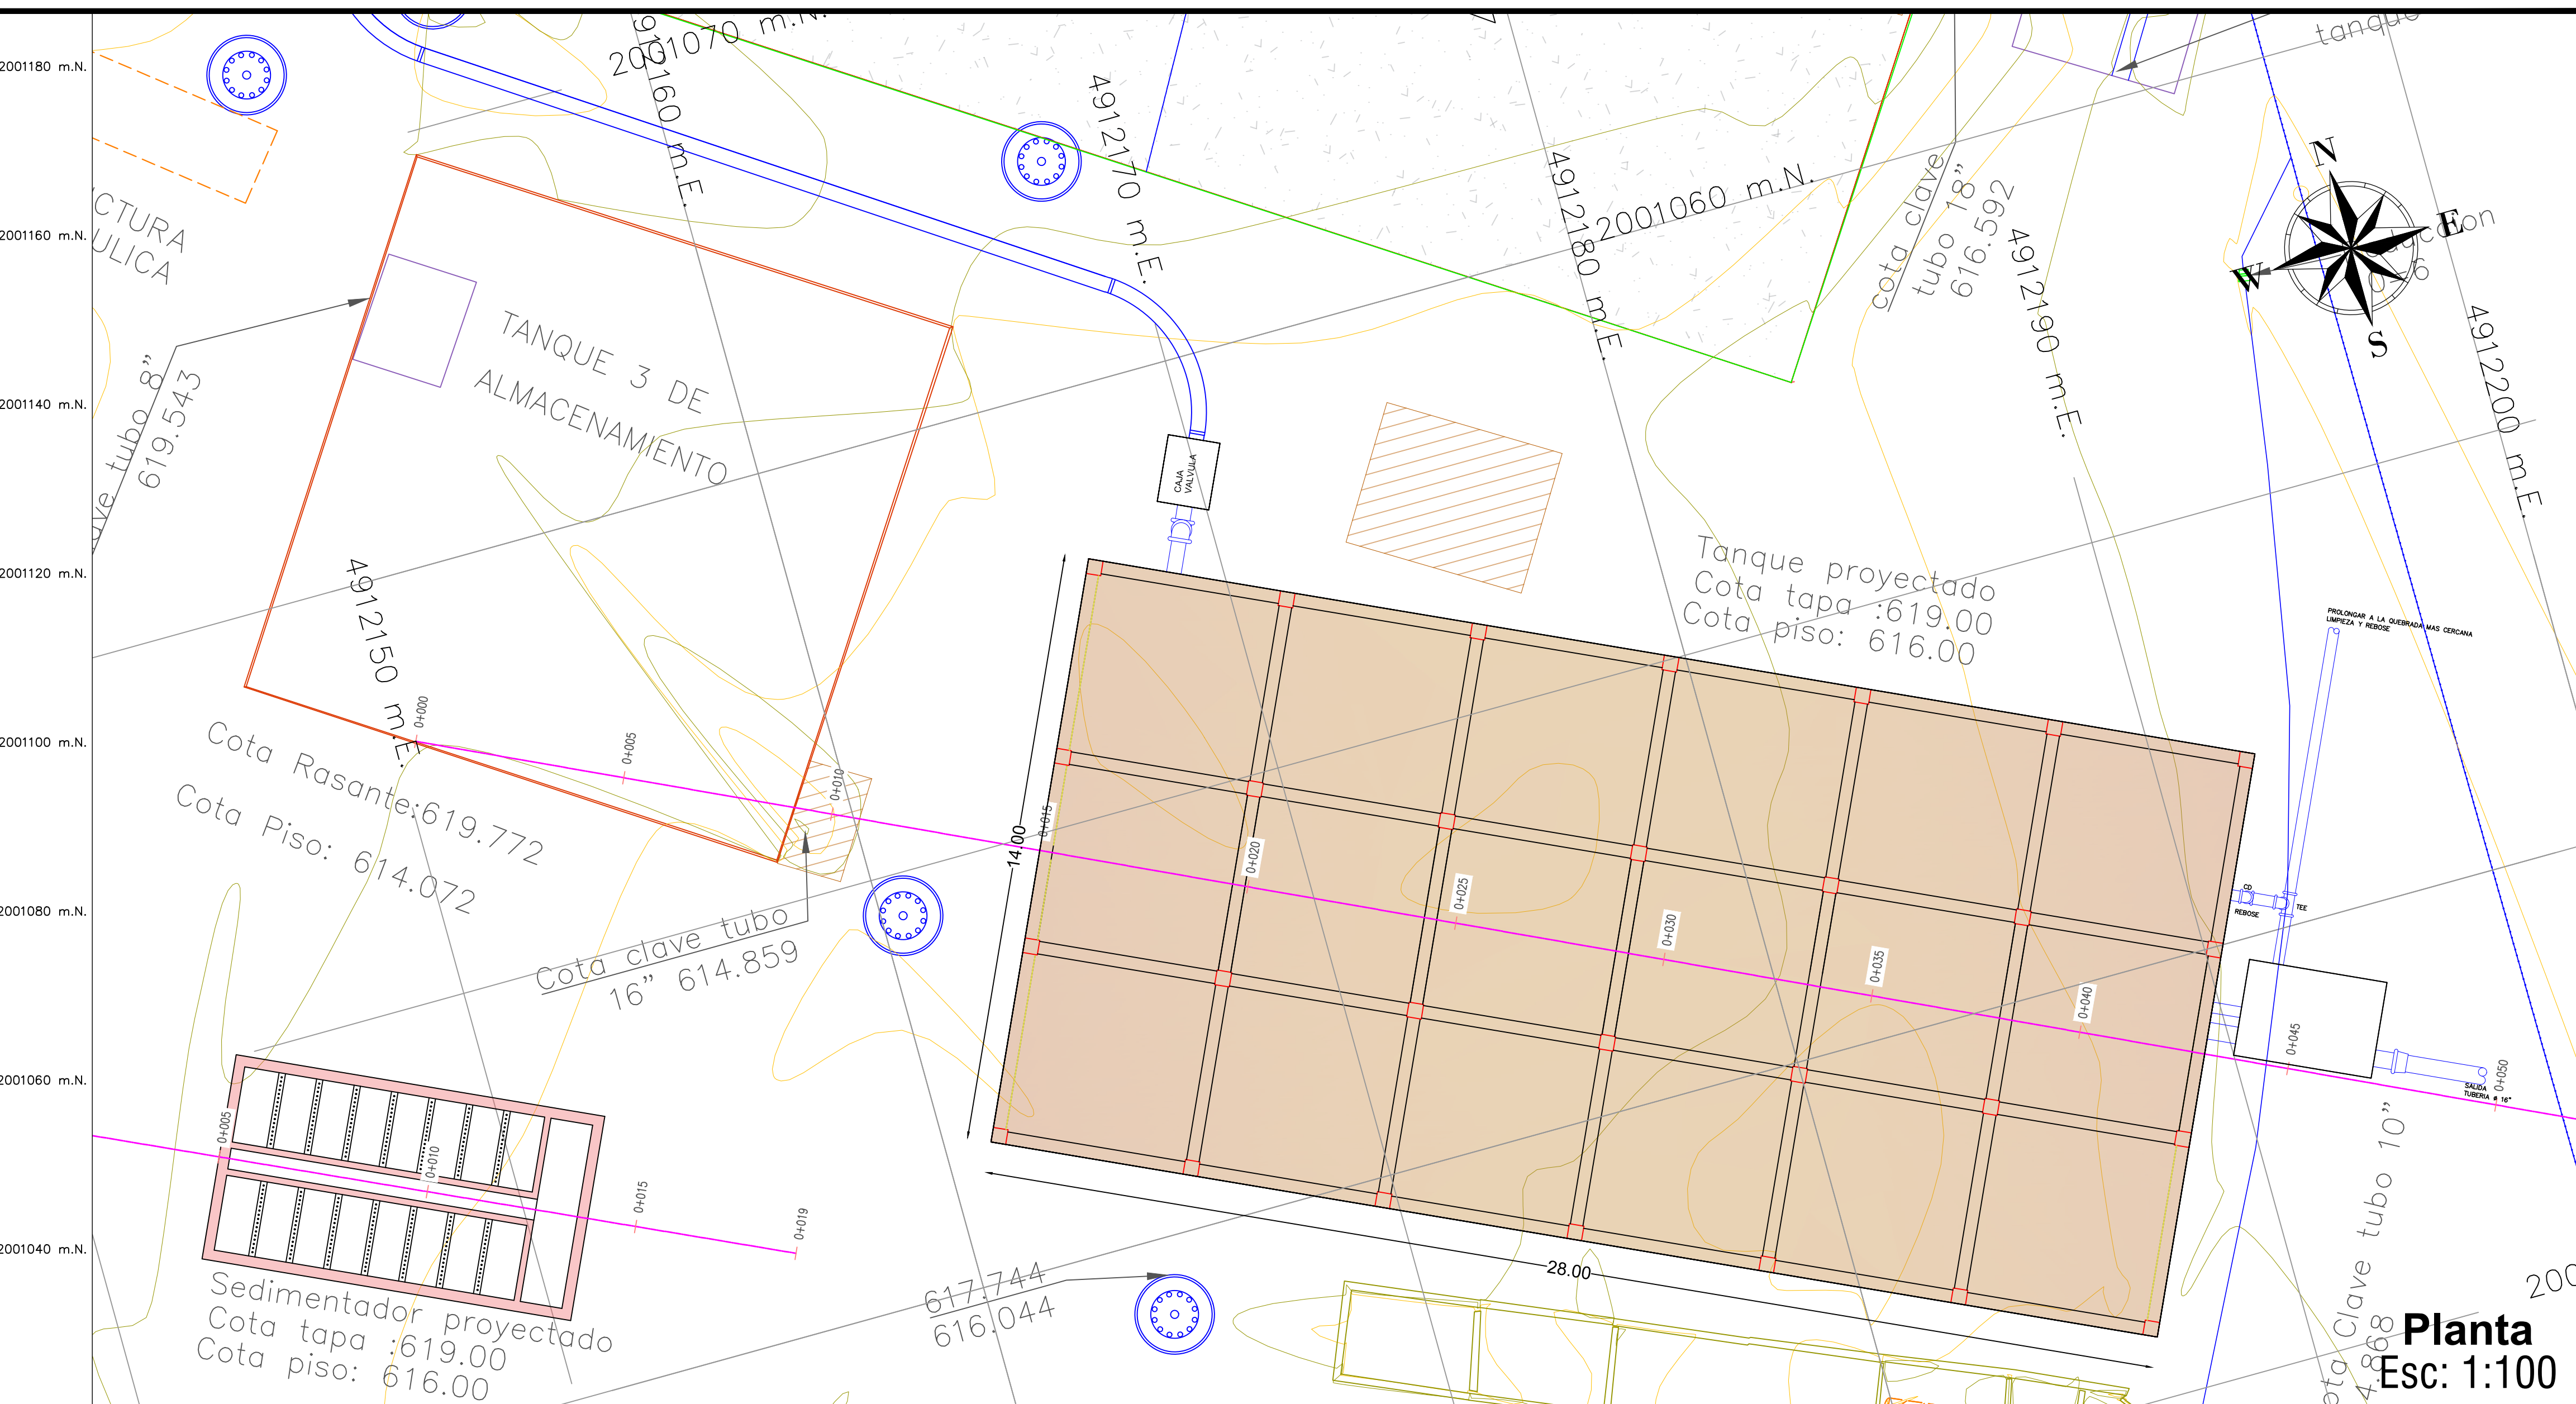 2001180 m.N.
2001160 m.N.
2001140 m.N.
2001120 m.N.
2001100 m.N.
2001080 m.N.
2001060 m.N.
2001040 m.N.
2001070 m.N.
4912160 m.E.
4912170 m.E.
4912180 m.E.
2001060 m.N.
4912190 m.E.
4912200 m.E.
4912150 m.E.
tubo 8"
619.543
TANQUE 3 DE
ALMACENAMIENTO
CAJA
VALVULA
cota clave
tubo 18"
616.592
N
E
W
S
Tanque proyectado
Cota tapa :619.00
Cota piso: 616.00
PROLONGAR A LA QUEBRADA MAS CERCANA
LIMPIEZA Y REBOSE
Cota Rasante:619.772
Cota Piso: 614.072
0+000
0+005
0+010
0+015
0+020
0+025
0+030
0+035
0+040
0+045
0+050
14.00
28.00
Cota clave tubo
16" 614.859
REBOSE
TEE
SALIDA
TUBERIA ø 16"
0+005
0+010
0+015
0+019
Sedimentador proyectado
Cota tapa :619.00
Cota piso: 616.00
617.744
616.044
Clave tubo 10"
Planta
Esc: 1:100